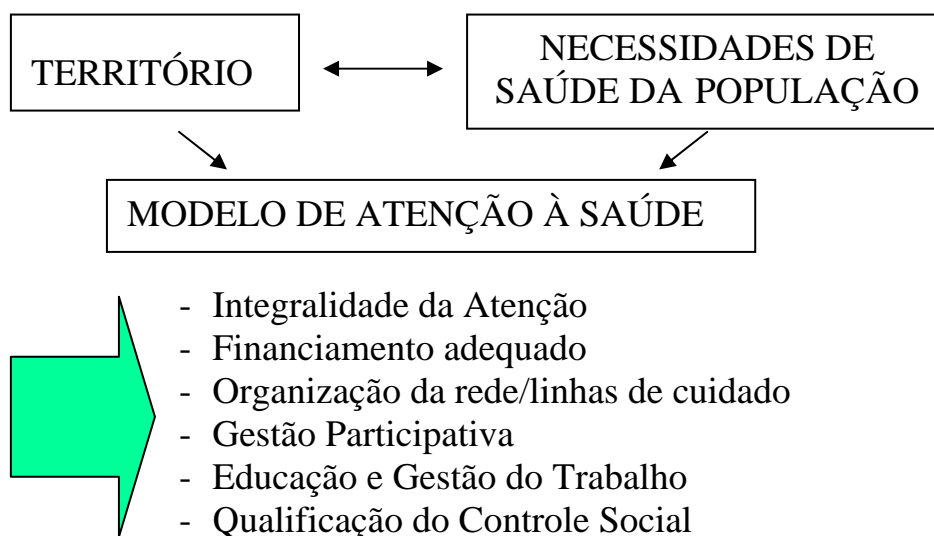 TERRITÓRIO
NECESSIDADES DE
SAÚDE DA POPULAÇÃO
MODELO DE ATENÇÃO À SAÚDE
- Integralidade da Atenção
- Financiamento adequado
- Organização da rede/linhas de cuidado
- Gestão Participativa
- Educação e Gestão do Trabalho
- Qualificação do Controle Social